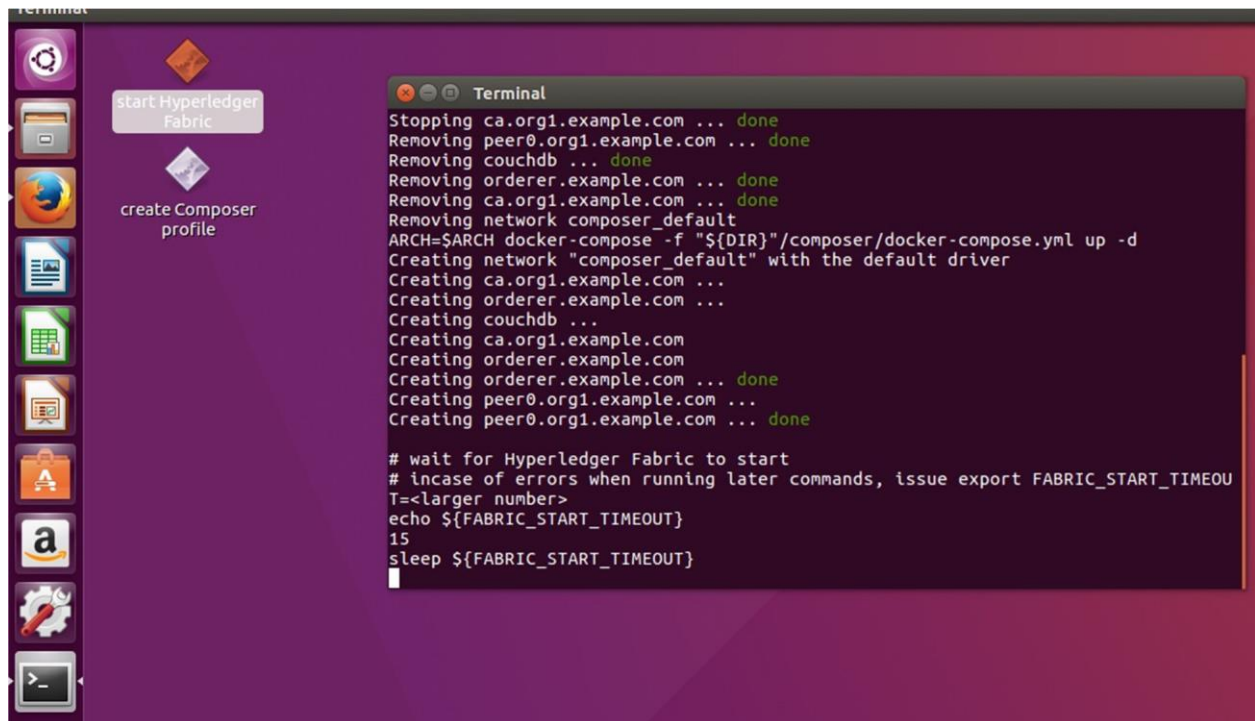 Terminal
start Hyperledger
Fabric
create Composer
profile
Terminal
Stopping ca.org1.example.com ... done
Removing peer0.org1.example.com ... done
Removing couchdb ... done
Removing orderer.example.com ... done
Removing ca.org1.example.com ... done
Removing network composer_default
ARCH=$ARCH docker-compose -f "${DIR}"/composer/docker-compose.yml up -d
Creating network "composer_default" with the default driver
Creating ca.org1.example.com ...
Creating orderer.example.com ...
Creating couchdb ...
Creating ca.org1.example.com
Creating orderer.example.com
Creating orderer.example.com ... done
Creating peer0.org1.example.com ...
Creating peer0.org1.example.com ... done
# wait for Hyperledger Fabric to start
# incase of errors when running later commands, issue export FABRIC_START_TIMEOU
T=<larger number>
echo ${FABRIC_START_TIMEOUT}
15
sleep ${FABRIC_START_TIMEOUT}